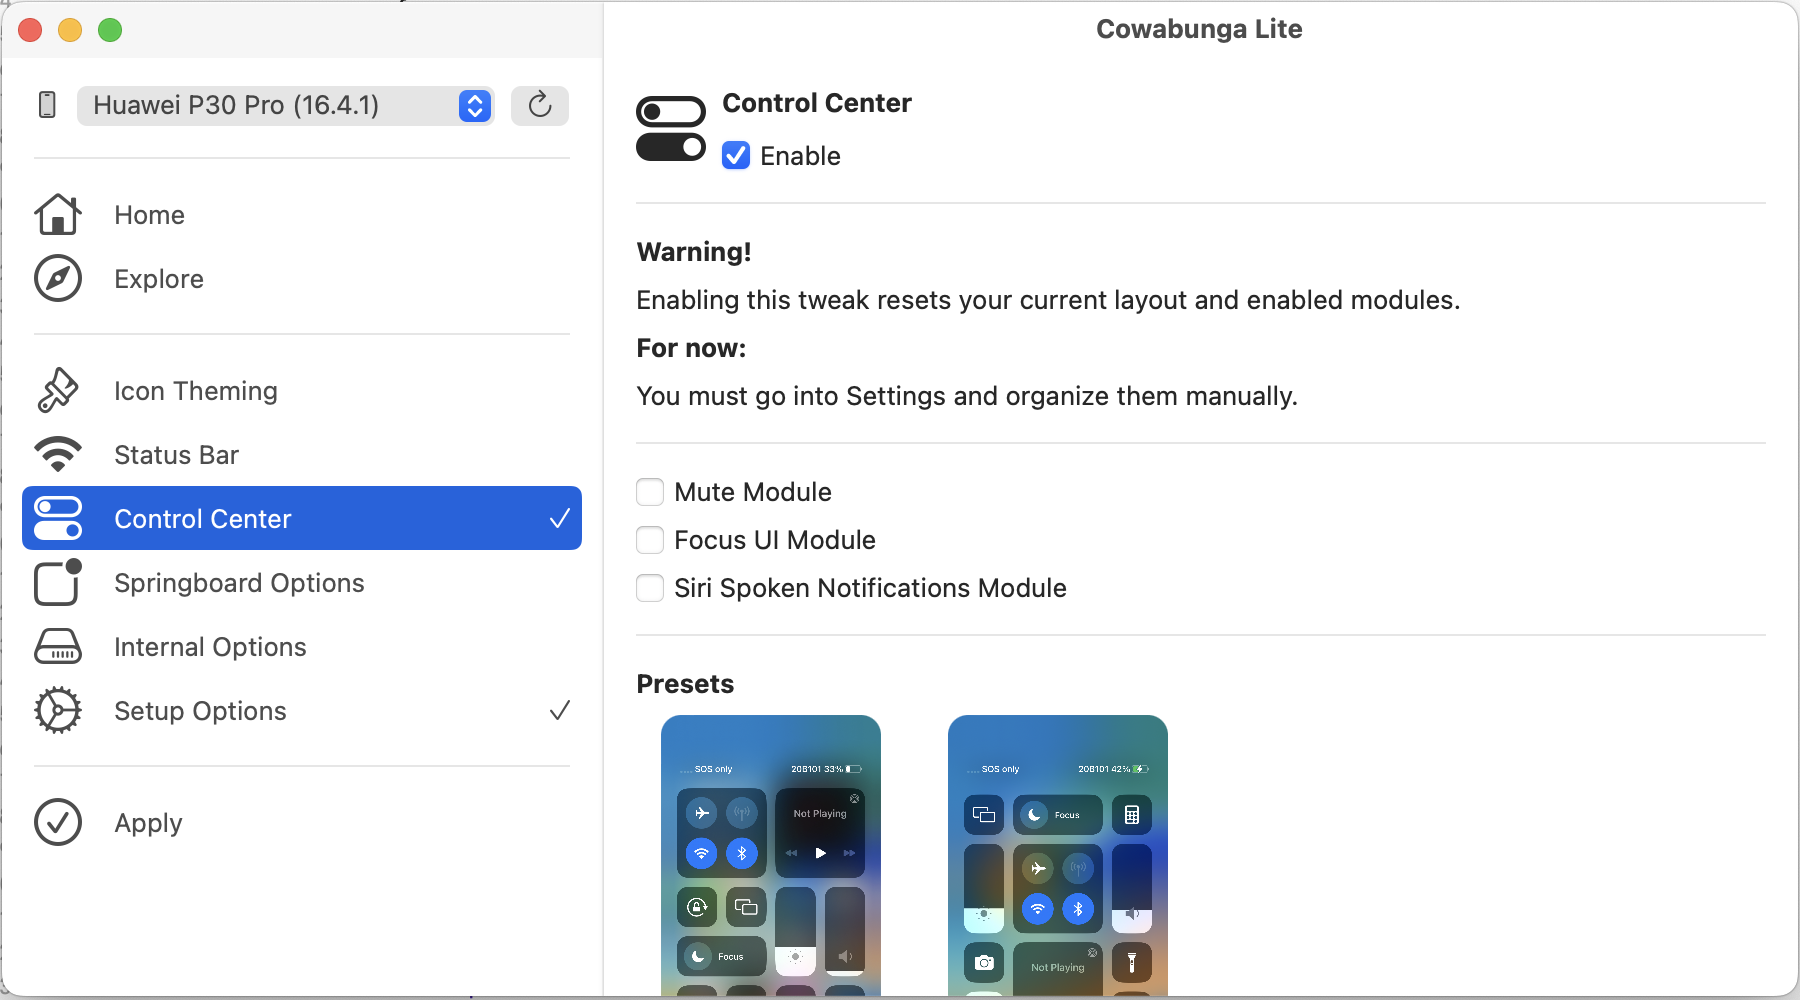 Cowabunga Lite
Huawei P30 Pro (16.4.1)
Home
Explore
Icon Theming
Status Bar
Control Center
Springboard Options
Internal Options
Setup Options
Apply
Control Center
Enable
Warning!
Enabling this tweak resets your current layout and enabled modules.
For now:
You must go into Settings and organize them manually.
Mute Module
Focus UI Module
Siri Spoken Notifications Module
Presets
SOS only 20B101 33%
Not Playing
Focus
SOS only 20B101 42%
Focus
Not Playing